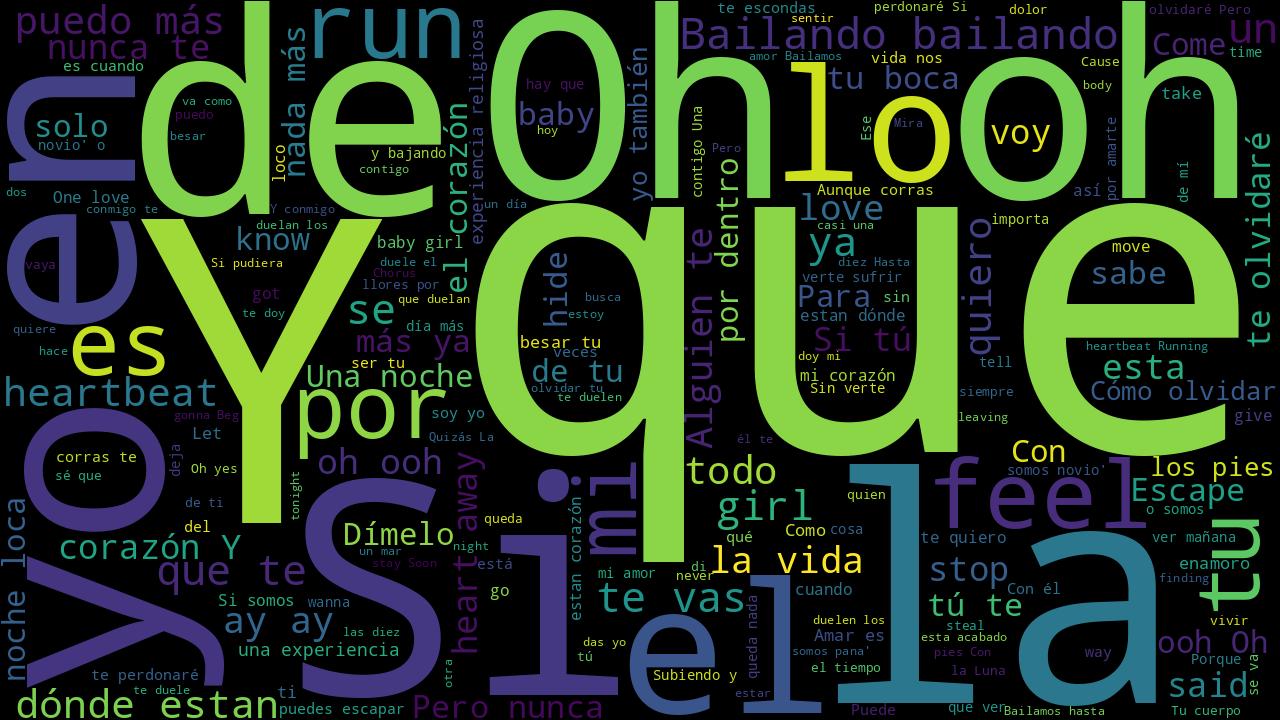 puedo más
nunca te
es cuando
run
te escondas
perdonaré Si
dolor
olvidaré Pero
sentir
Bailando bailando
un
Come
time
amor Bailamos
vida nos
Cause
body
tu boca
take
de
oh
lo
oh
en
solo
novio' o
va como
puedo
besar
loco
nada más
y bajando
contigo
el corazón
experiencia religiosa
hay que
baby
hoy
yo también
contigo Una
Pero
Ese
Mira
voy
por amarte
de mí
te olvidaré
dos
One love
conmigo te
Y conmigo
un día
Aunque corras
así
duelan los
know
baby girl
por dentro
love
casi una
ya
importa
quiero
move
sabe
Y
que
vaya
Si pudiera
duele el
Chorus
llores por
que duelan
hide
busca
estoy
diez Hasta
verte sufrir
Para
sin
estan dónde
got
te doy
se
día más
más ya
Alguien te
Si tú
quiere
hace
es
ser tu
besar tu
veces
de tu
olvidar tu
te duelen
doy mi
mi corazón
Sin verte
tell
heartbeat Running
esta
Cómo olvidar
heartbeat
Una noche
por
siempre
leaving
give
gonna Beg
soy yo
Quizás La
Let
yo
corras te
sé que
deja
Oh yes
tonight
oh ooh
heart away
él te
todo
Con
somos novio'
feel
los pies
Escape
o somos
mi
girl
quien
de ti
del
Si
Dímelo
queda
night
qué
Como
cosa
te quiero
ver mañana
tu
noche loca
corazón Y
que te
un mar
stay Soon
está
estan corazón
la vida
di
never
mi amor
stop
Con él
enamoro
finding
go
te vas
cuando
tú te
Si somos
wanna
ay ay
las diez
una experiencia
queda nada
duelen los
Amar es
somos pana'
el tiempo
steal
esta acabado
pies Con
la Luna
la
way
vivir
ooh Oh
Porque
se va
said
te perdonaré
te duele
otra
das yo
tú
el
Subiendo y
estar
dónde estan
ti
puedes escapar
Pero nunca
Puede
qué ver
Bailamos hasta
Tu cuerpo